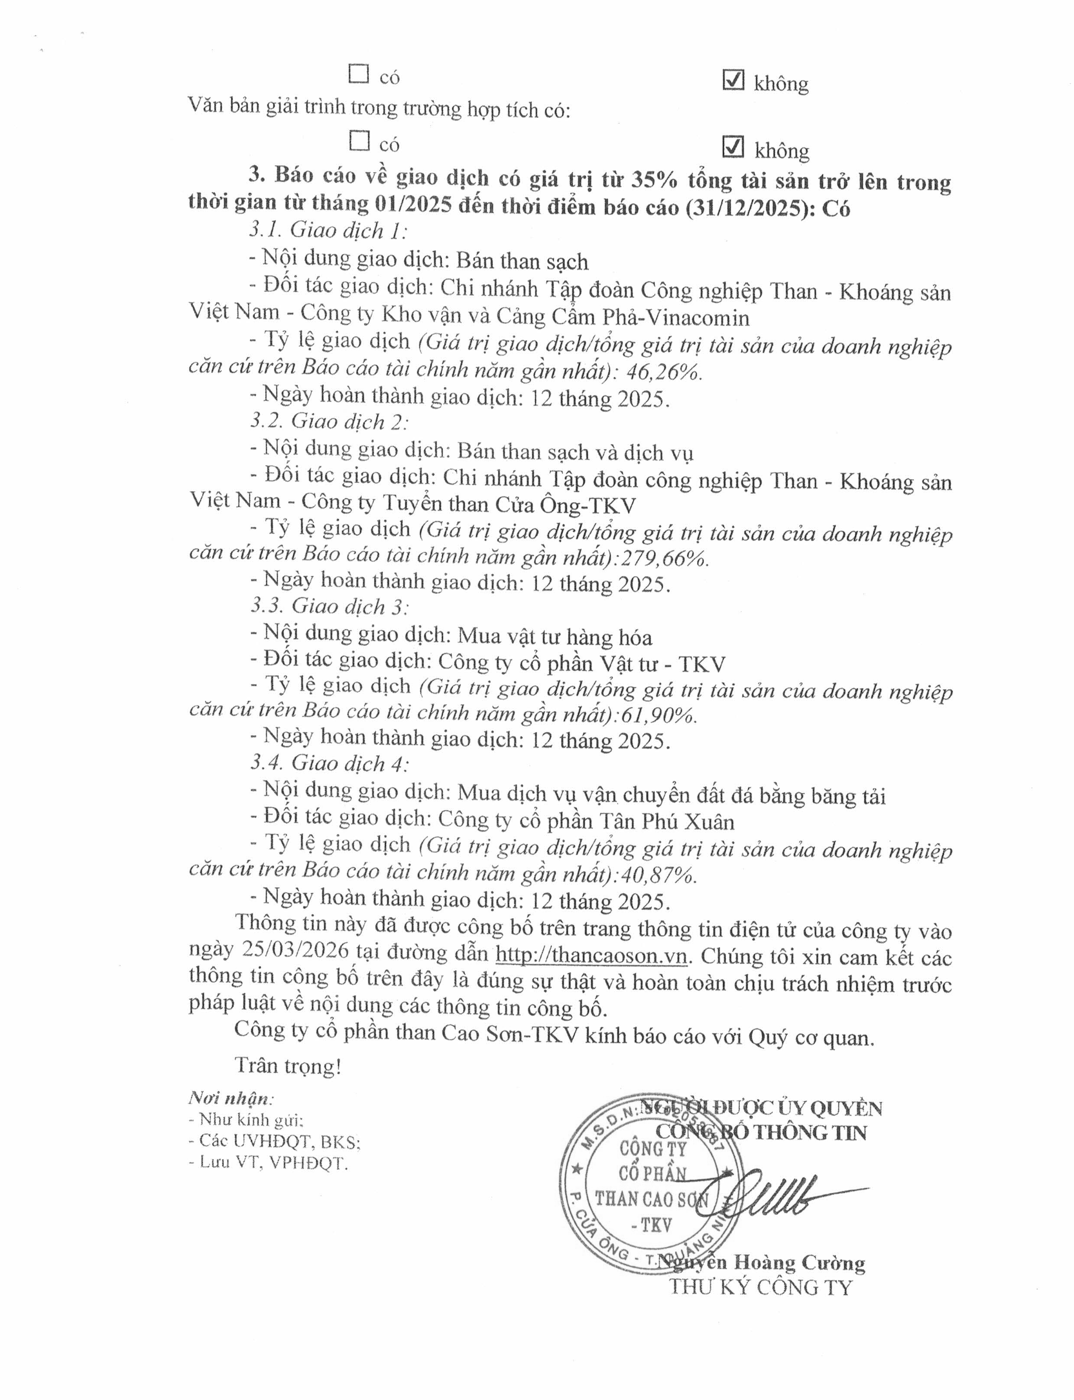 ☐ có ☑ không
Văn bản giải trình trong trường hợp tích có:
☐ có ☑ không
3. Báo cáo về giao dịch có giá trị từ 35% tổng tài sản trở lên trong
thời gian từ tháng 01/2025 đến thời điểm báo cáo (31/12/2025): Có
3.1. Giao dịch 1:
- Nội dung giao dịch: Bán than sạch
- Đối tác giao dịch: Chi nhánh Tập đoàn Công nghiệp Than - Khoáng sản
Việt Nam - Công ty Kho vận và Cảng Cẩm Phả-Vinacomin
- Tỷ lệ giao dịch (Giá trị giao dịch/tổng giá trị tài sản của doanh nghiệp
căn cứ trên Báo cáo tài chính năm gần nhất): 46,26%.
- Ngày hoàn thành giao dịch: 12 tháng 2025.
3.2. Giao dịch 2:
- Nội dung giao dịch: Bán than sạch và dịch vụ
- Đối tác giao dịch: Chi nhánh Tập đoàn công nghiệp Than - Khoáng sản
Việt Nam - Công ty Tuyển than Cửa Ông-TKV
- Tỷ lệ giao dịch (Giá trị giao dịch/tổng giá trị tài sản của doanh nghiệp
căn cứ trên Báo cáo tài chính năm gần nhất):279,66%.
- Ngày hoàn thành giao dịch: 12 tháng 2025.
3.3. Giao dịch 3:
- Nội dung giao dịch: Mua vật tư hàng hóa
- Đối tác giao dịch: Công ty cổ phần Vật tư - TKV
- Tỷ lệ giao dịch (Giá trị giao dịch/tổng giá trị tài sản của doanh nghiệp
căn cứ trên Báo cáo tài chính năm gần nhất):61,90%.
- Ngày hoàn thành giao dịch: 12 tháng 2025.
3.4. Giao dịch 4:
- Nội dung giao dịch: Mua dịch vụ vận chuyển đất đá bằng băng tải
- Đối tác giao dịch: Công ty cổ phần Tân Phú Xuân
- Tỷ lệ giao dịch (Giá trị giao dịch/tổng giá trị tài sản của doanh nghiệp
căn cứ trên Báo cáo tài chính năm gần nhất):40,87%.
- Ngày hoàn thành giao dịch: 12 tháng 2025.
Thông tin này đã được công bố trên trang thông tin điện tử của công ty vào
ngày 25/03/2026 tại đường dẫn http://thancaoson.vn. Chúng tôi xin cam kết các
thông tin công bố trên đây là đúng sự thật và hoàn toàn chịu trách nhiệm trước
pháp luật về nội dung các thông tin công bố.
Công ty cổ phần than Cao Sơn-TKV kính báo cáo với Quý cơ quan.
Trân trọng!
Nơi nhận:
- Như kính gửi;
- Các UVHĐQT, BKS;
- Lưu VT, VPHĐQT.
NGƯỜI ĐƯỢC ỦY QUYỀN
CÔNG BỐ THÔNG TIN
M.S.D.N:
CÔNG TY
CỔ PHẦN
THAN CAO SƠN
- TKV
P. CỬA ÔNG - T. QUẢNG NINH
Nguyễn Hoàng Cường
THƯ KÝ CÔNG TY